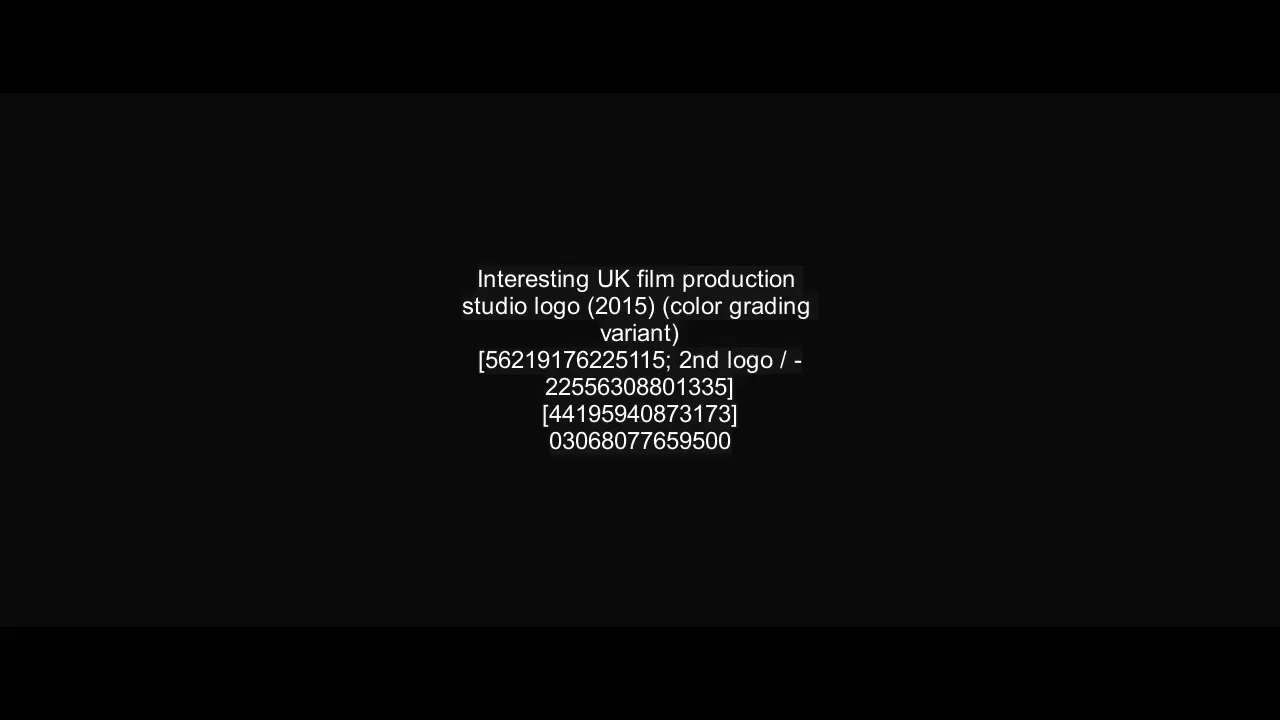 Interesting UK film production
studio logo (2015) (color grading
variant)
[56219176225115; 2nd logo / -
22556308801335]
[44195940873173]
03068077659500